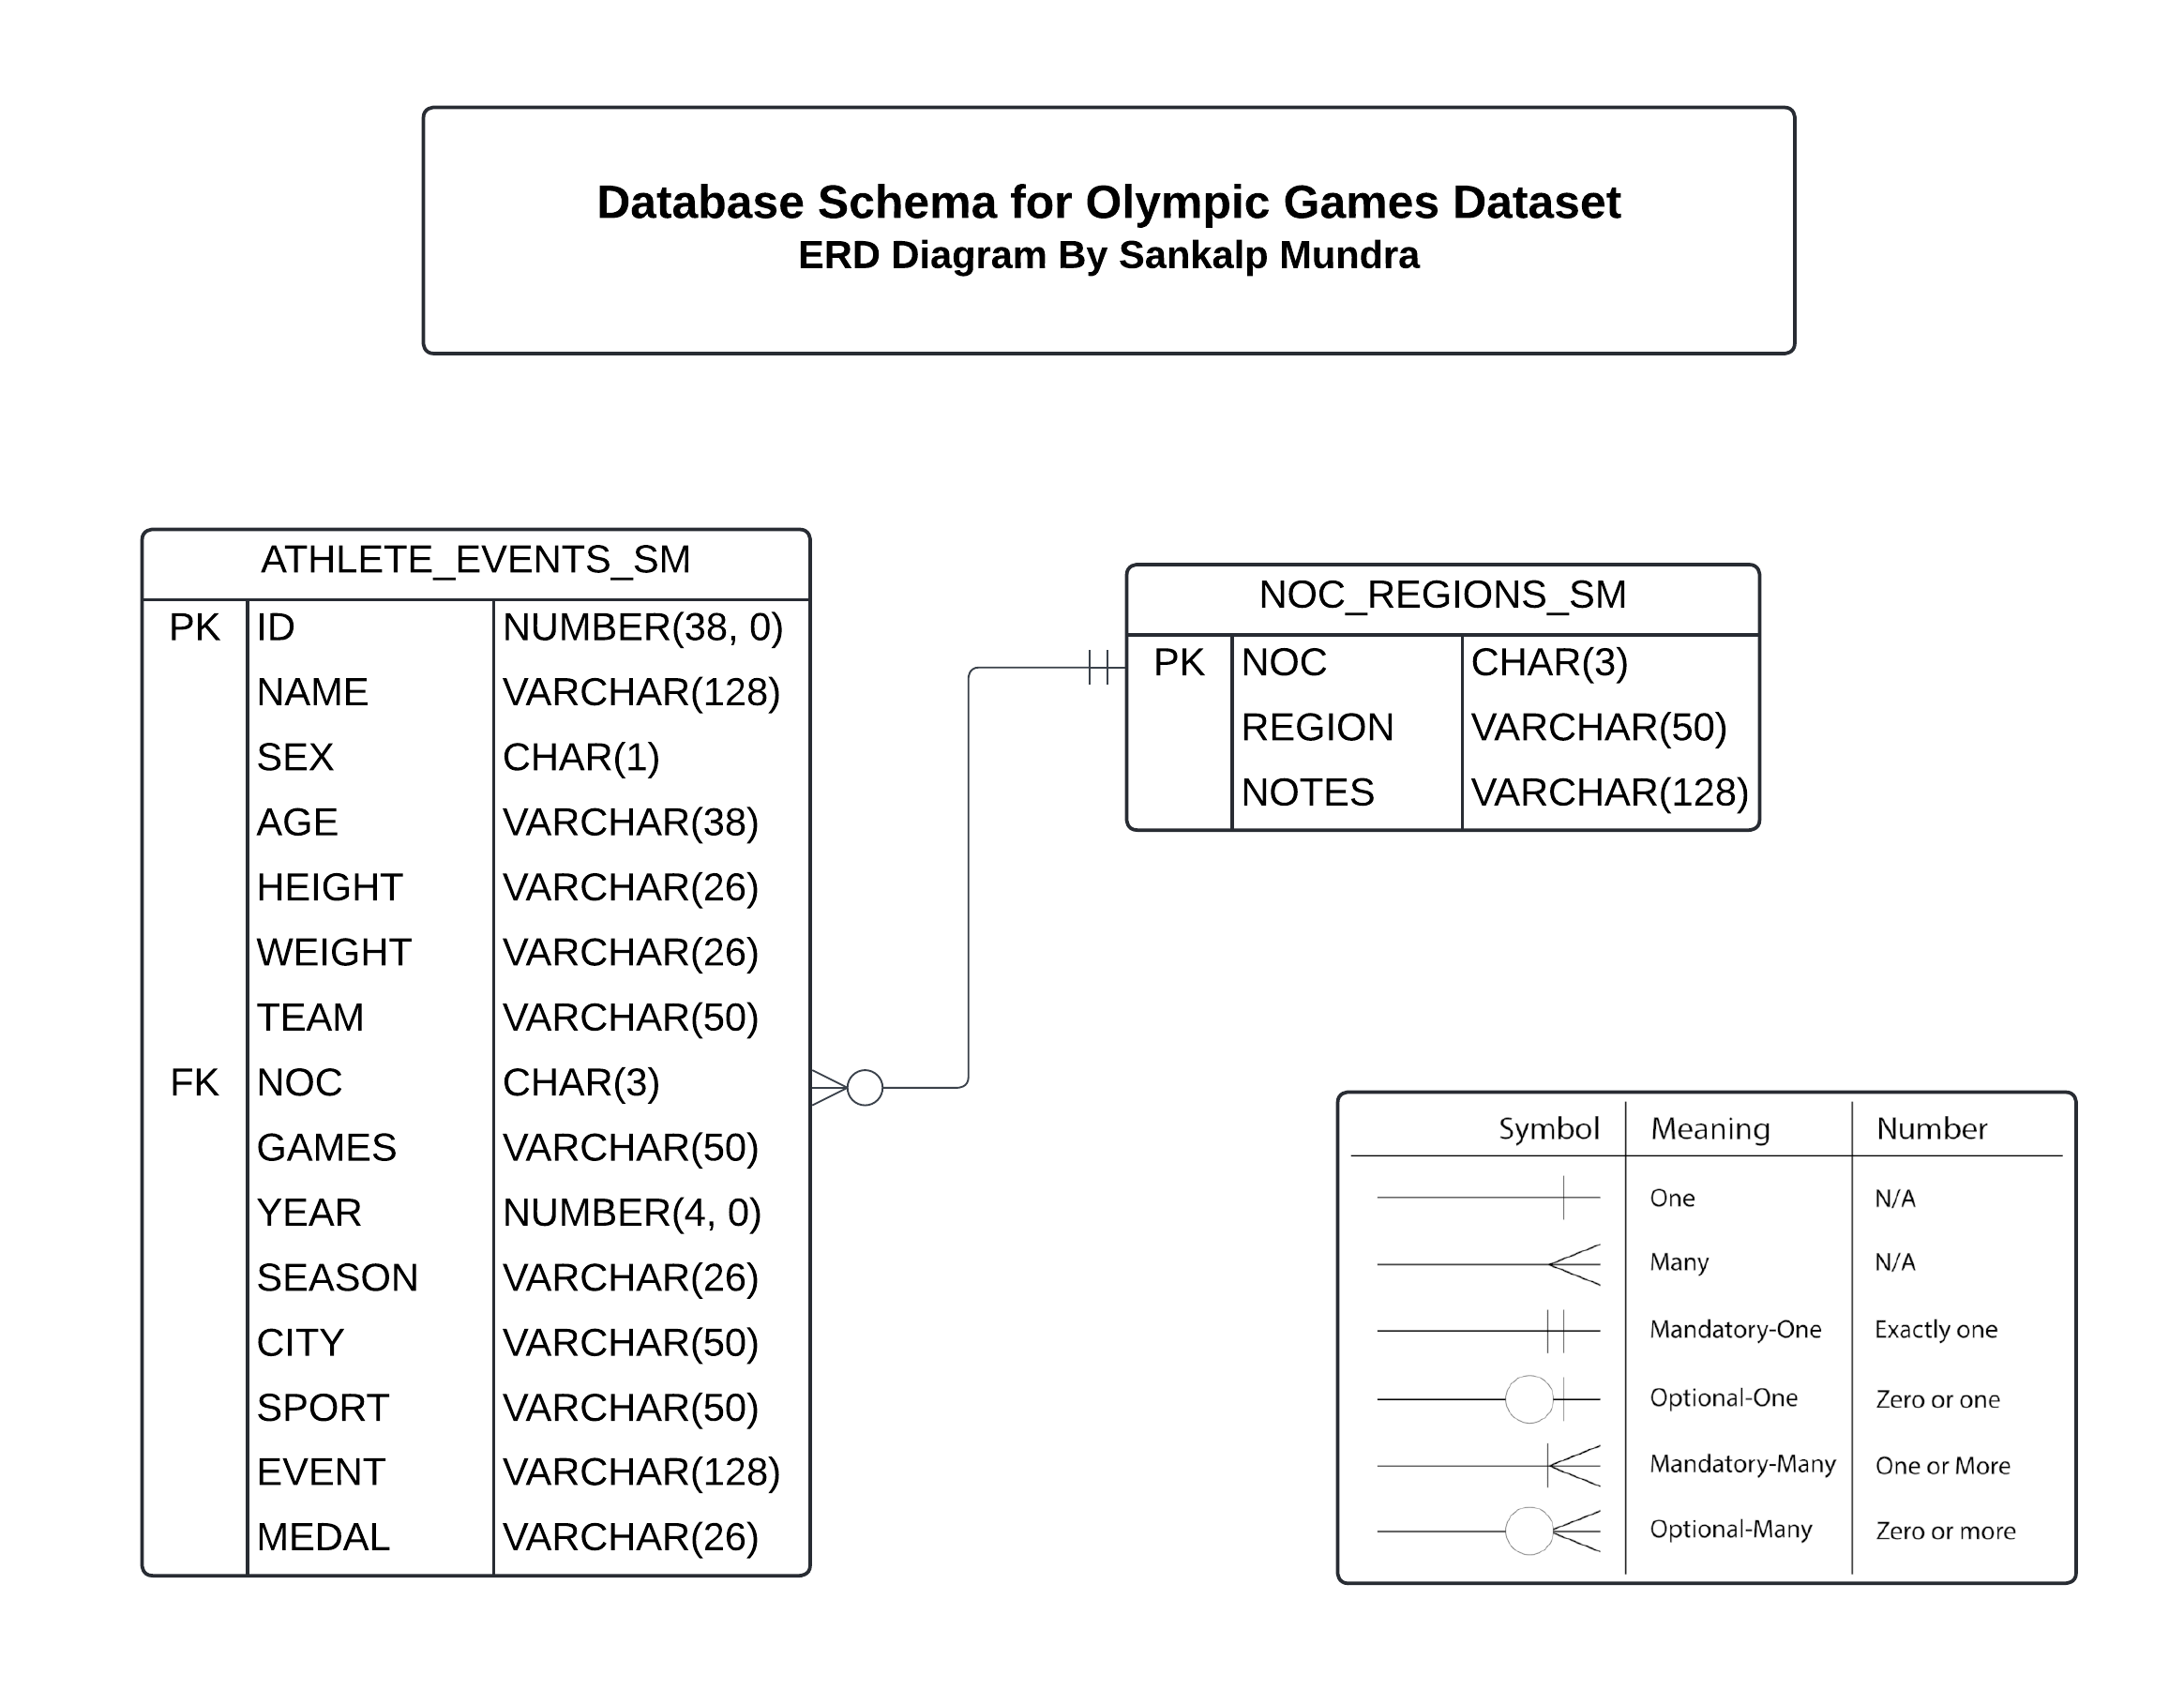 Database Schema for Olympic Games Dataset
ERD Diagram By Sankalp Mundra
ATHLETE_EVENTS_SM
PK ID NUMBER(38, 0)
NAME VARCHAR(128)
SEX CHAR(1)
AGE VARCHAR(38)
HEIGHT VARCHAR(26)
WEIGHT VARCHAR(26)
TEAM VARCHAR(50)
FK NOC CHAR(3)
GAMES VARCHAR(50)
YEAR NUMBER(4, 0)
SEASON VARCHAR(26)
CITY VARCHAR(50)
SPORT VARCHAR(50)
EVENT VARCHAR(128)
MEDAL VARCHAR(26)
NOC_REGIONS_SM
PK NOC CHAR(3)
REGION VARCHAR(50)
NOTES VARCHAR(128)
Symbol Meaning Number
One N/A
Many N/A
Mandatory-One Exactly one
Optional-One Zero or one
Mandatory-Many One or More
Optional-Many Zero or more